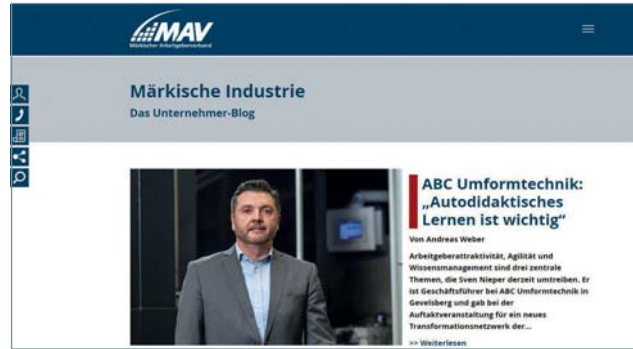 MAV
Märkischer Arbeitgeberverband
Märkische Industrie
Das Unternehmer-Blog
ABC Umformtechnik:
„Autodidaktisches
Lernen ist wichtig“
Von Andreas Weber
Arbeitgeberattraktivität, Agilität und
Wissensmanagement sind drei zentrale
Themen, die Sven Nieper derzeit umtreiben. Er
ist Geschäftsführer bei ABC Umformtechnik in
Gevelsberg und gab bei der
Auftaktveranstaltung für ein neues
Transformationsnetzwerk der...
>> Weiterlesen